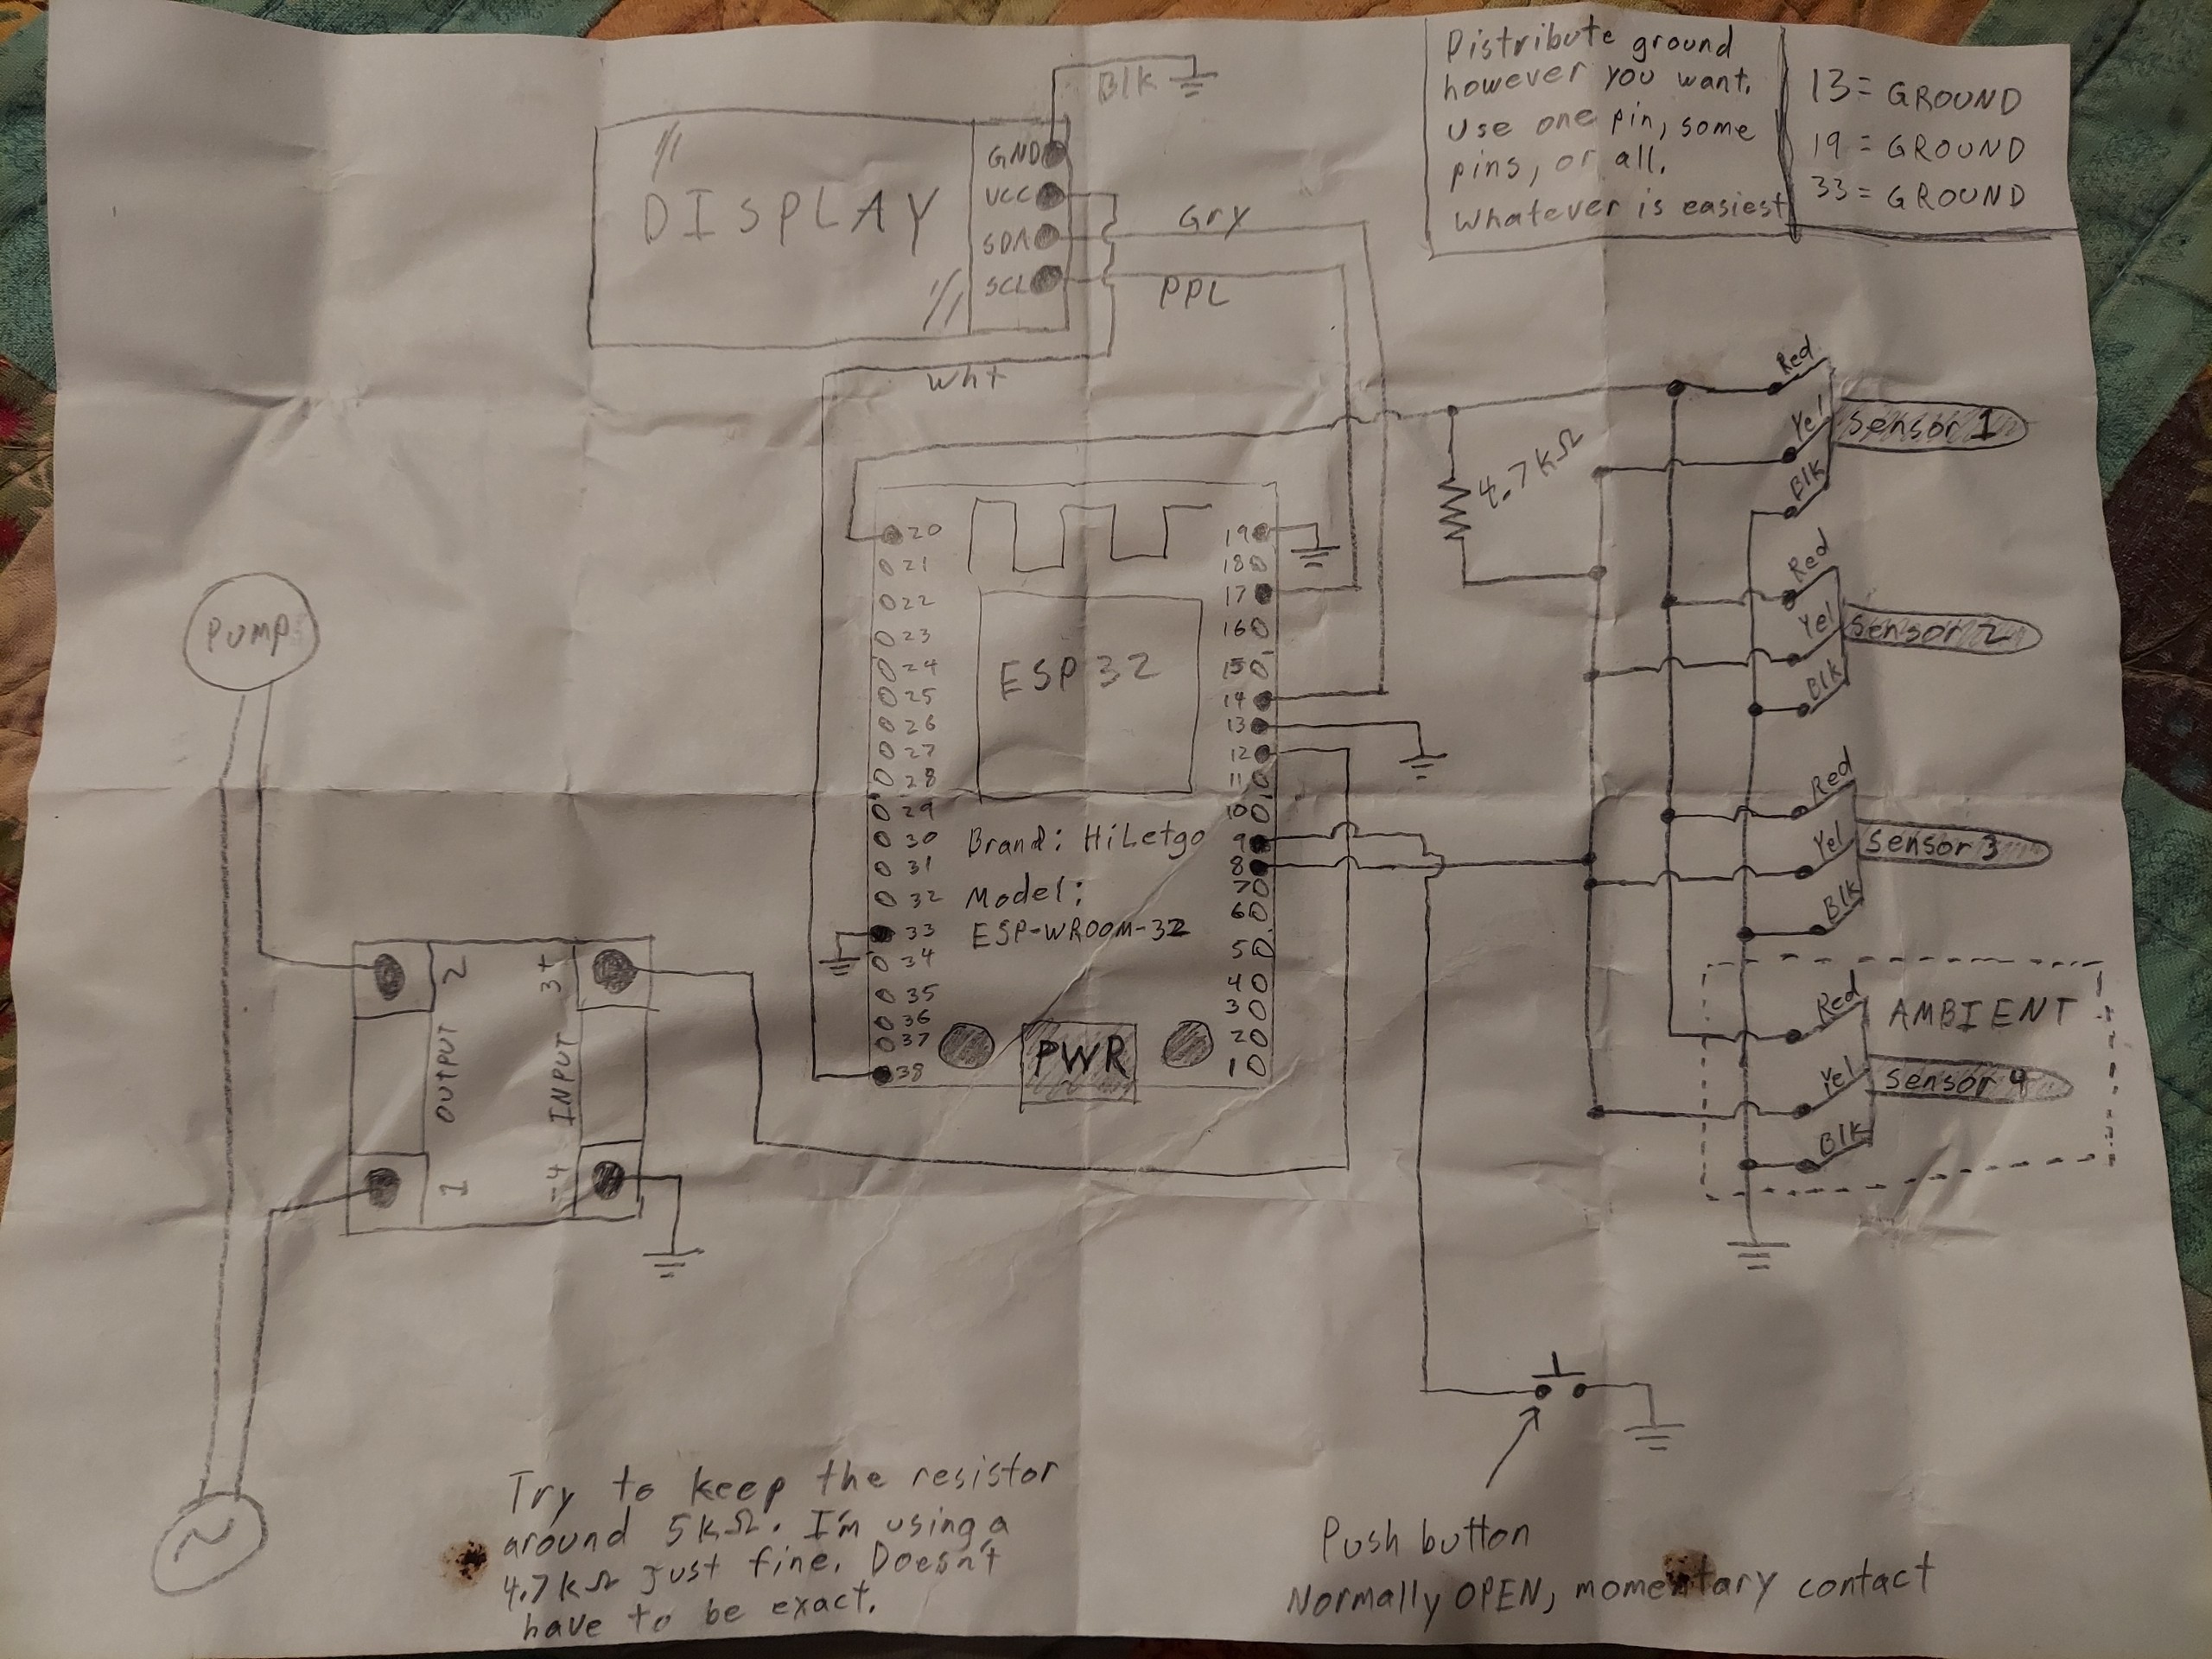 Distribute ground
however you want.
Use one pin, some
pins, or all.
Whatever is easiest
13 = GROUND
19 = GROUND
33 = GROUND
Blk
DISPLAY
GND
VCC
SDA
SCL
Gry
PPL
Wht
4.7kΩ
Red
Yel
Blk
Sensor 1
Red
Yel
Blk
Sensor 2
Red
Yel
Blk
Sensor 3
AMBIENT
Red
Yel
Blk
Sensor 4
20
21
22
23
24
25
26
27
28
29
30
31
32
33
34
35
36
37
38
19
18
17
16
15
14
13
12
11
10
9
8
7
6
5
4
3
2
1
ESP32
Brand: HiLetgo
Model:
ESP-WROOM-32
PWR
PUMP
2
OUTPUT
1
3+
INPUT
-4
~
Try to keep the resistor
around 5kΩ. I'm using a
4.7kΩ just fine. Doesn't
have to be exact.
Push button
Normally OPEN, momentary contact